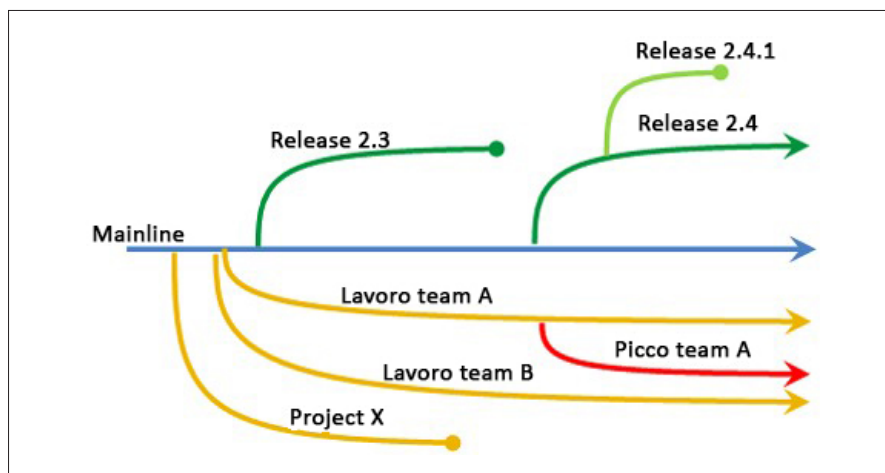 Release 2.4.1
Release 2.4
Release 2.3
Mainline
Lavoro team A
Picco team A
Lavoro team B
Project X